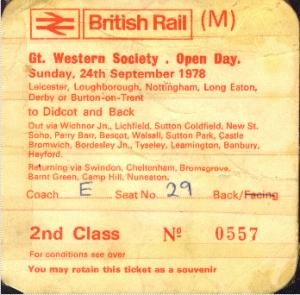 British Rail (M)
Gt. Western Society . Open Day.
Sunday, 24th September 1978
Leicester, Loughborough, Nottingham, Long Eaton,
Derby or Burton-on-Trent
to Didcot and Back
Out via Wichnor Jn., Lichfield, Sutton Coldfield, New St.
Soho, Perry Barr, Bescot, Walsall, Sutton Park, Castle
Bromwich, Bordesley Jn., Tyseley, Leamington, Banbury,
Heyford.
Returning via Swindon, Cheltenham, Bromsgrove,
Barnt Green, Camp Hill, Nuneaton.
Coach E Seat No. 29 Back/Facing
2nd Class Nº 0557
For conditions see over
You may retain this ticket as a souvenir